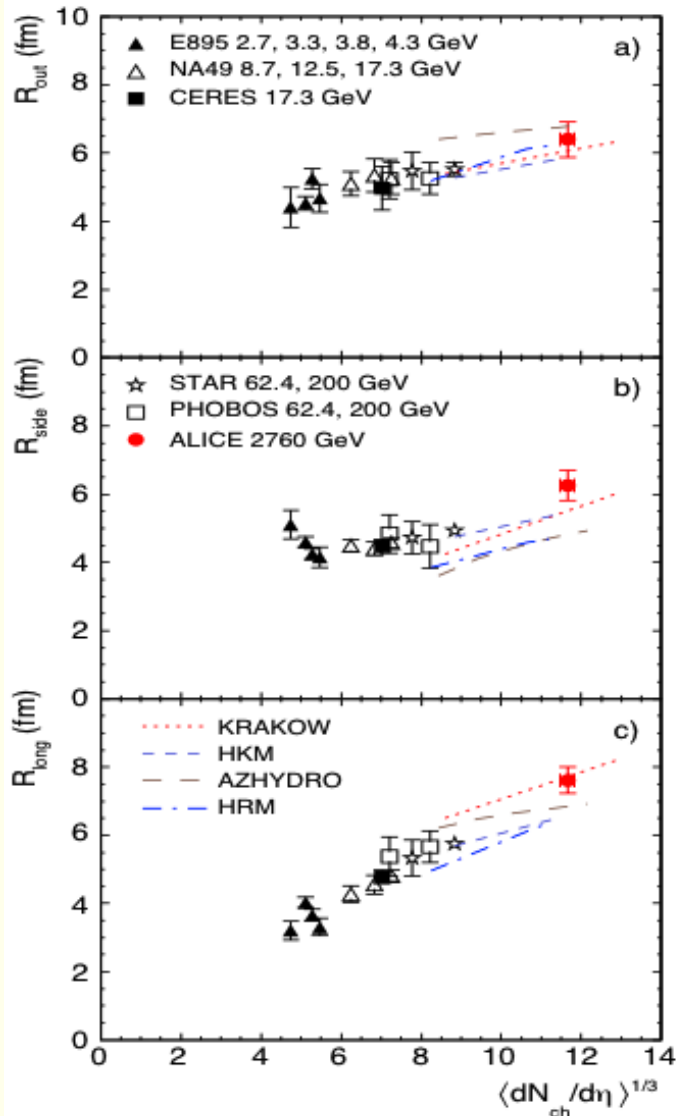 R_out (fm)
10
8
6
4
2
0
▲ E895 2.7, 3.3, 3.8, 4.3 GeV
△ NA49 8.7, 12.5, 17.3 GeV
■ CERES 17.3 GeV
a)
R_side (fm)
8
6
4
2
0
☆ STAR 62.4, 200 GeV
□ PHOBOS 62.4, 200 GeV
● ALICE 2760 GeV
b)
R_long (fm)
8
6
4
2
0
KRAKOW
HKM
AZHYDRO
HRM
c)
0 2 4 6 8 10 12 14
⟨dN_ch/dη⟩^1/3